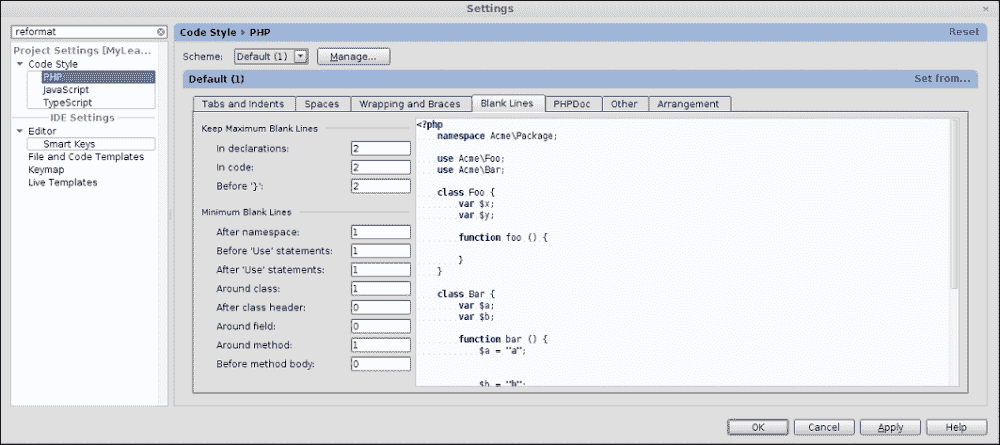 Settings
reformat
Project Settings [MyLea...
Code Style
PHP
JavaScript
TypeScript
IDE Settings
Editor
Smart Keys
File and Code Templates
Keymap
Live Templates
Code Style PHP
Reset
Scheme: Default (1) Manage...
Default (1)
Set from...
Tabs and Indents Spaces Wrapping and Braces Blank Lines PHPDoc Other Arrangement
Keep Maximum Blank Lines
In declarations: 2
In code: 2
Before '}': 2
Minimum Blank Lines
After namespace: 1
Before 'Use' statements: 1
After 'Use' statements: 1
Around class: 1
After class header: 0
Around field: 0
Around method: 1
Before method body: 0
<?php
namespace Acme\Package;
use Acme\Foo;
use Acme\Bar;
class Foo {
var $x;
var $y;
function foo () {
}
}
class Bar {
var $a;
var $b;
function bar () {
$a = "a";
$b = "b";
OK Cancel Apply Help